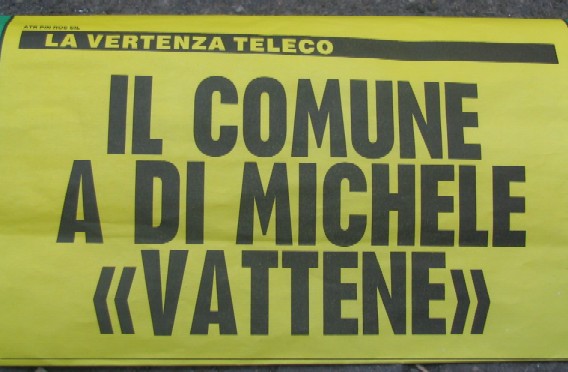 LA VERTENZA TELECO
IL COMUNE
A DI MICHELE
«VATTENE»